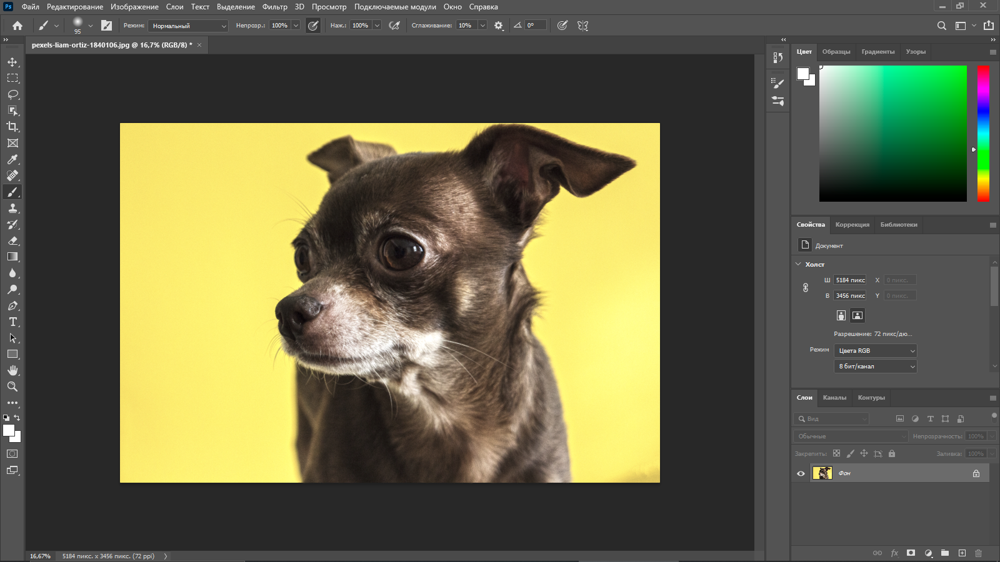 Ps Файл Редактирование Изображение Слои Текст Выделение Фильтр 3D Просмотр Подключаемые модули Окно Справка
95 Режим: Нормальный Непрозр.: 100% Наж.: 100% Сглаживание: 10% 0°
pexels-liam-ortiz-1840106.jpg @ 16,7% (RGB/8) * ×
Цвет Образцы Градиенты Узоры
Свойства Коррекция Библиотеки
Документ
Холст
Ш 5184 пикс X 0 пикс.
В 3456 пикс Y 0 пикс.
Разрешение: 72 пикс/дю...
Режим Цвета RGB
8 бит/канал
Слои Каналы Контуры
Вид
Обычные Непрозрачность: 100%
Закрепить: Заливка: 100%
Фон
fx
16,67% 5184 пикс. x 3456 пикс. (72 ppi)